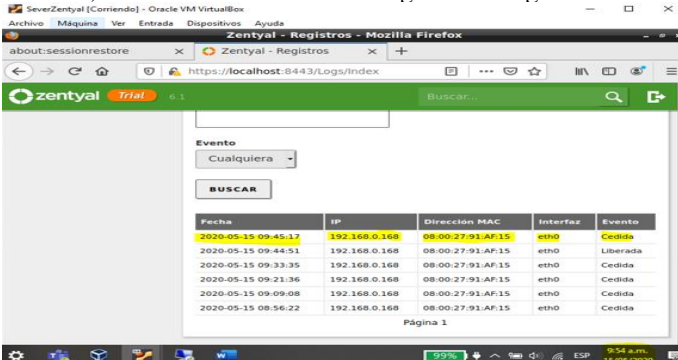 SeverZentyal [Corriendo] - Oracle VM VirtualBox
Archivo Máquina Ver Entrada Dispositivos Ayuda
Zentyal - Registros - Mozilla Firefox
about:sessionrestore
Zentyal - Registros
https://localhost:8443/Logs/Index
zentyal Trial 6.1
Buscar...
Evento
Cualquiera
BUSCAR
Fecha IP Dirección MAC Interfaz Evento
2020-05-15 09:45:17 192.168.0.168 08:00:27:91:AF:15 eth0 Cedida
2020-05-15 09:44:51 192.168.0.168 08:00:27:91:AF:15 eth0 Liberada
2020-05-15 09:33:35 192.168.0.168 08:00:27:91:AF:15 eth0 Cedida
2020-05-15 09:21:36 192.168.0.168 08:00:27:91:AF:15 eth0 Cedida
2020-05-15 09:09:08 192.168.0.168 08:00:27:91:AF:15 eth0 Cedida
2020-05-15 08:56:22 192.168.0.168 08:00:27:91:AF:15 eth0 Cedida
Página 1
99% ESP 9:54 a.m.
15/05/2020